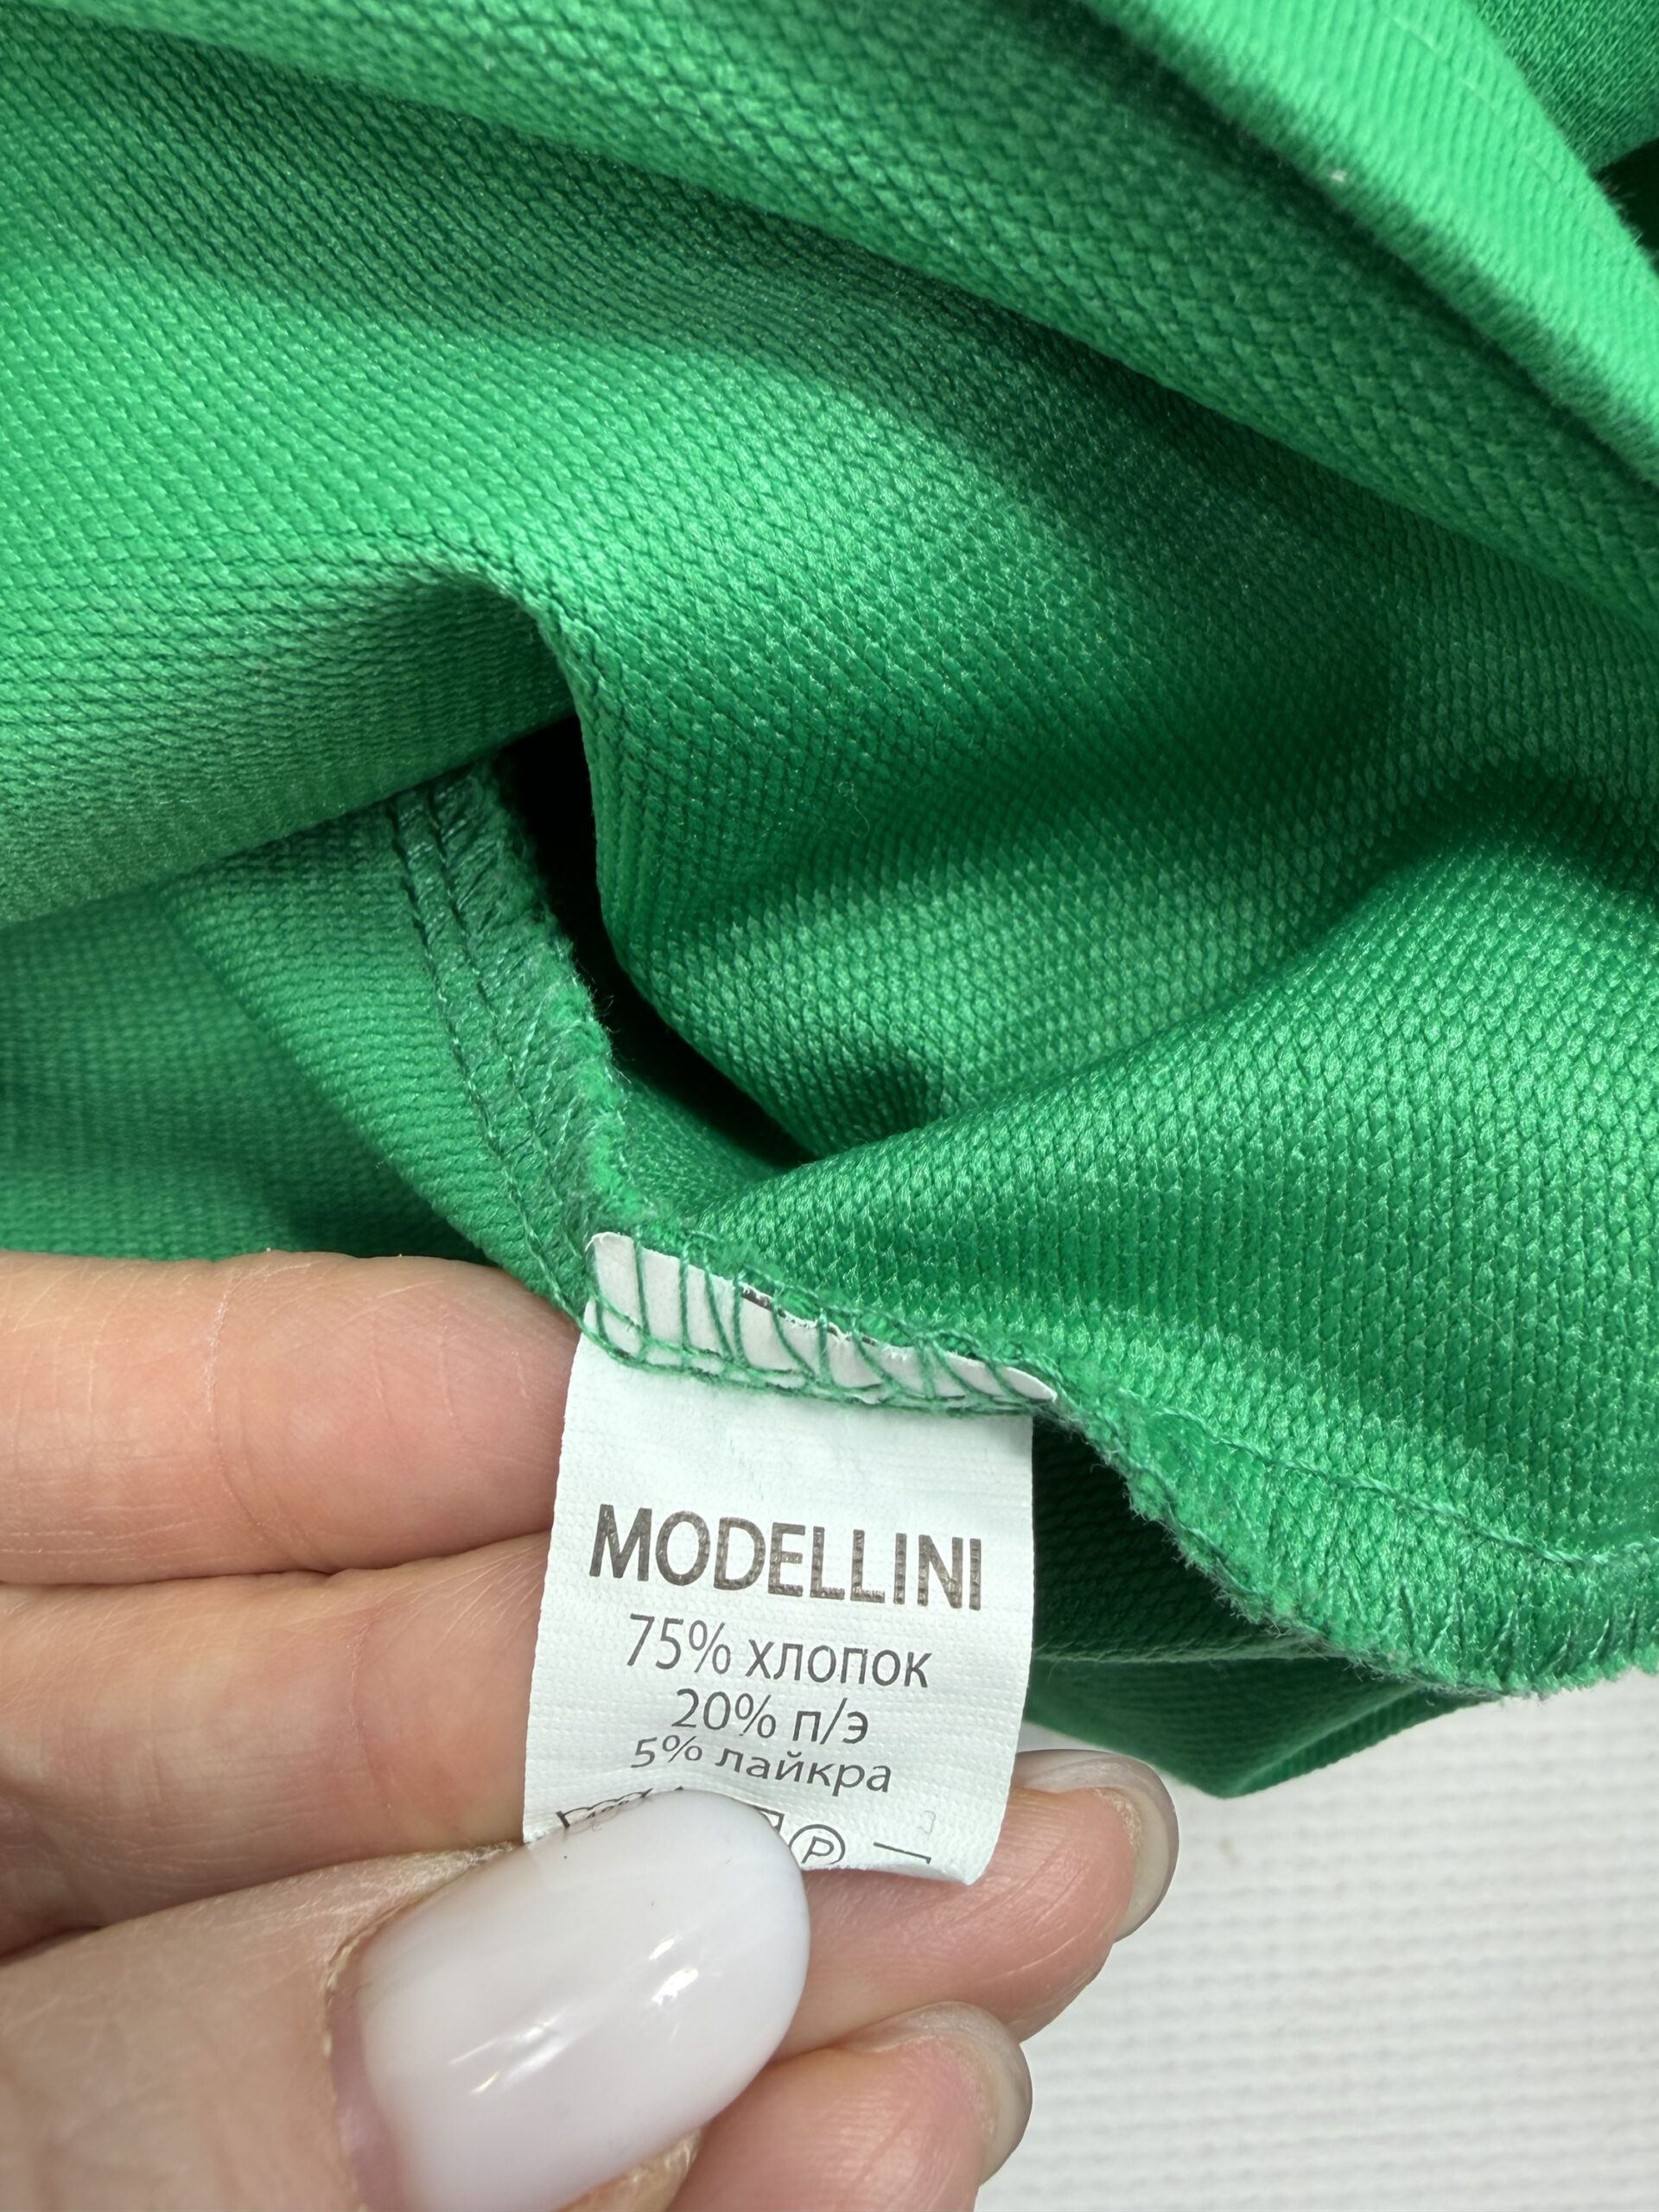 MODELLINI
75% хлопок
20% п/э
5% лайкра
P